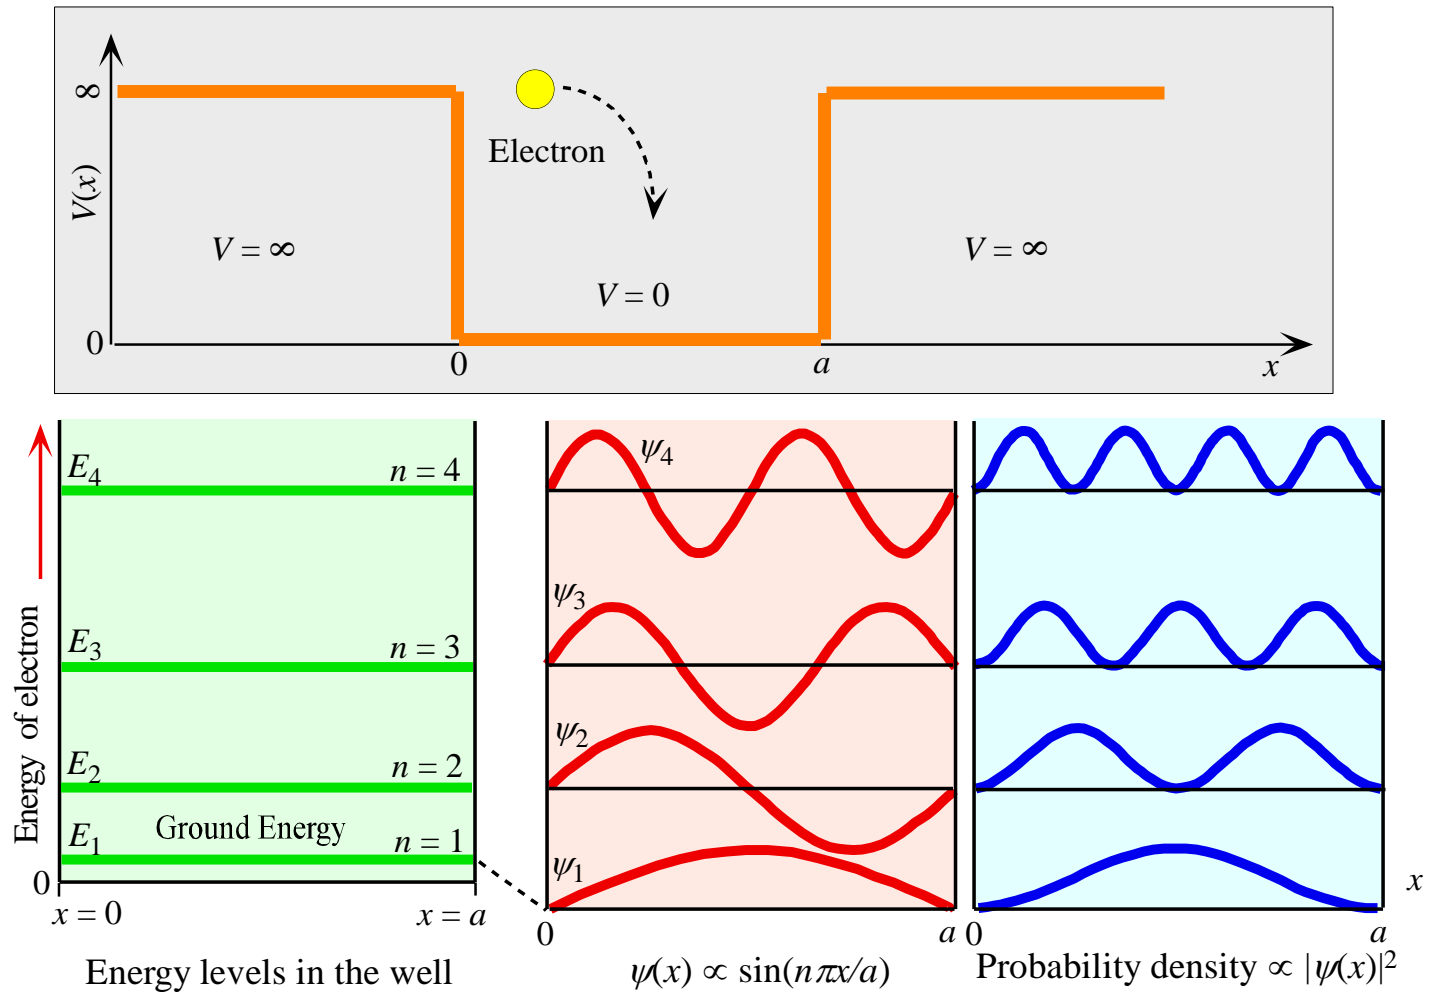 ∞
V(x)
Electron
V = ∞
V = ∞
V = 0
0
0
a
x
Energy of electron
E4
n = 4
E3
n = 3
E2
n = 2
Ground Energy
E1
n = 1
0
x = 0
x = a
Energy levels in the well
ψ4
ψ3
ψ2
ψ1
0
a
ψ(x) ∝ sin(nπx/a)
0
a
x
Probability density ∝ |ψ(x)|²